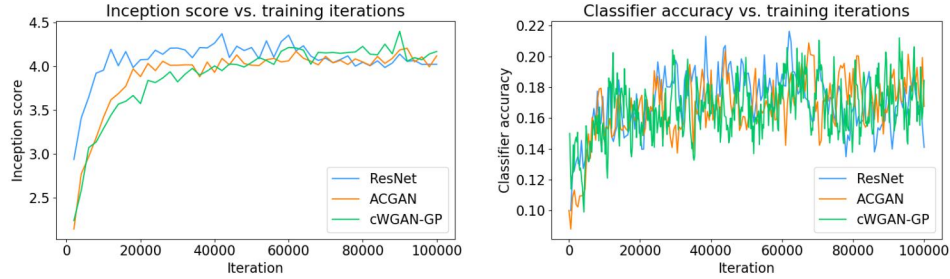 Inception score vs. training iterations
4.5
4.0
3.5
3.0
2.5
Inception score
0
20000
40000
60000
80000
100000
Iteration
ResNet
ACGAN
cWGAN-GP
Classifier accuracy vs. training iterations
0.22
0.20
0.18
0.16
0.14
0.12
0.10
Classifier accuracy
0
20000
40000
60000
80000
100000
Iteration
ResNet
ACGAN
cWGAN-GP